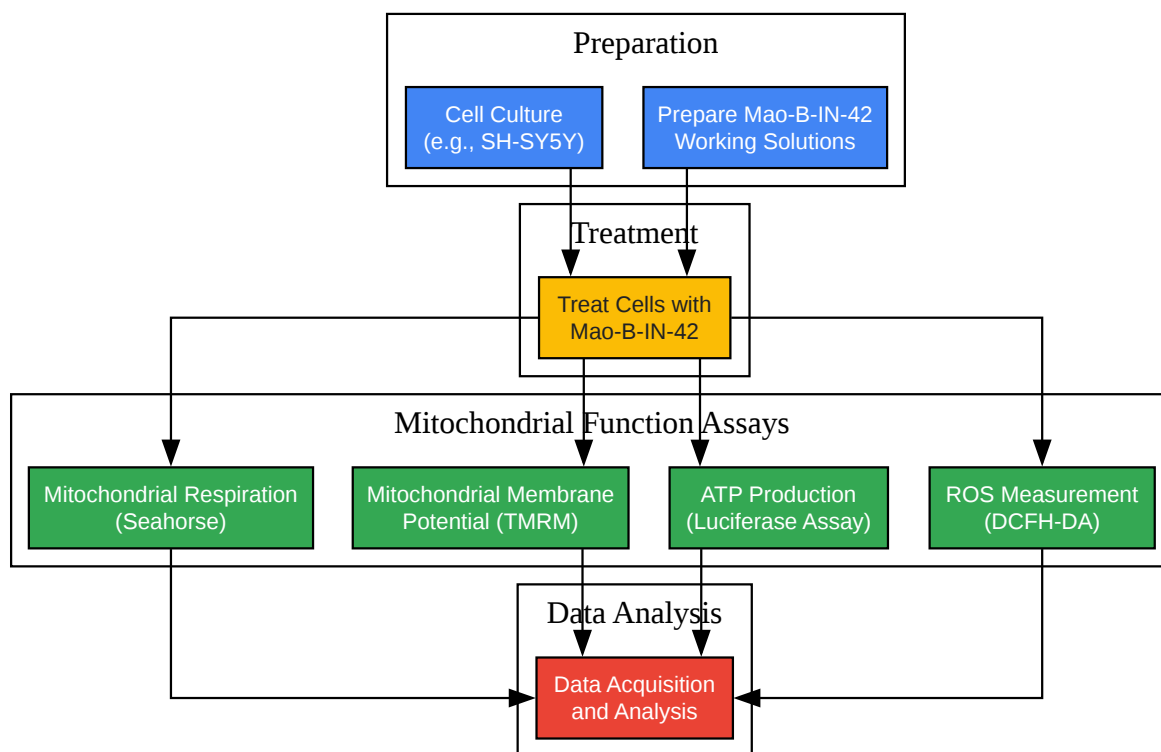 Preparation
Cell Culture
(e.g., SH-SY5Y)
Prepare Mao-B-IN-42
Working Solutions
Treatment
Treat Cells with
Mao-B-IN-42
Mitochondrial Function Assays
Mitochondrial Respiration
(Seahorse)
Mitochondrial Membrane
Potential (TMRM)
ATP Production
(Luciferase Assay)
ROS Measurement
(DCFH-DA)
Data Analysis
Data Acquisition
and Analysis